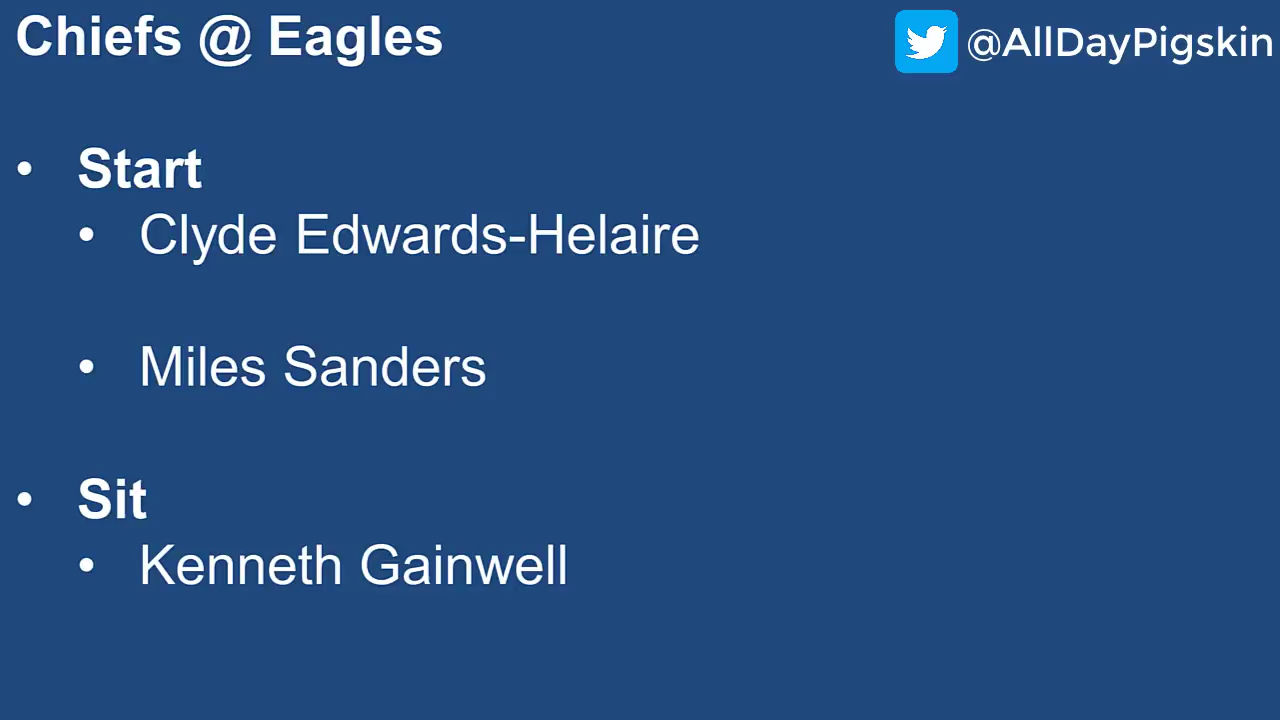 Chiefs @ Eagles
@AllDayPigskin
• Start
• Clyde Edwards-Helaire
• Miles Sanders
• Sit
• Kenneth Gainwell